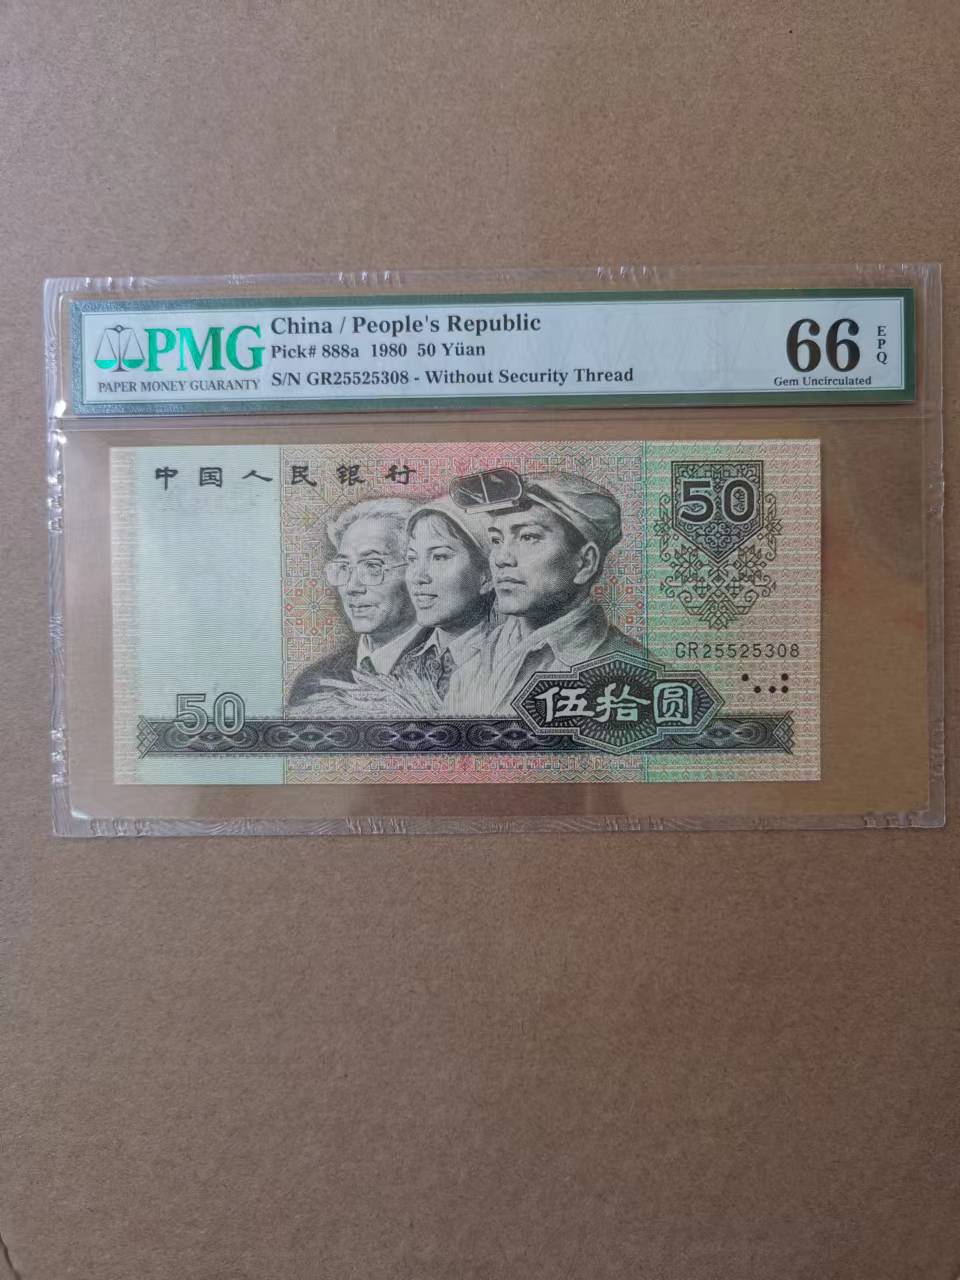 PMG
PAPER MONEY GUARANTY
China / People's Republic
Pick# 888a 1980 50 Yüan
S/N GR25525308 - Without Security Thread
66
EPQ
Gem Uncirculated
中国人民银行
50
GR25525308
50
伍拾圆